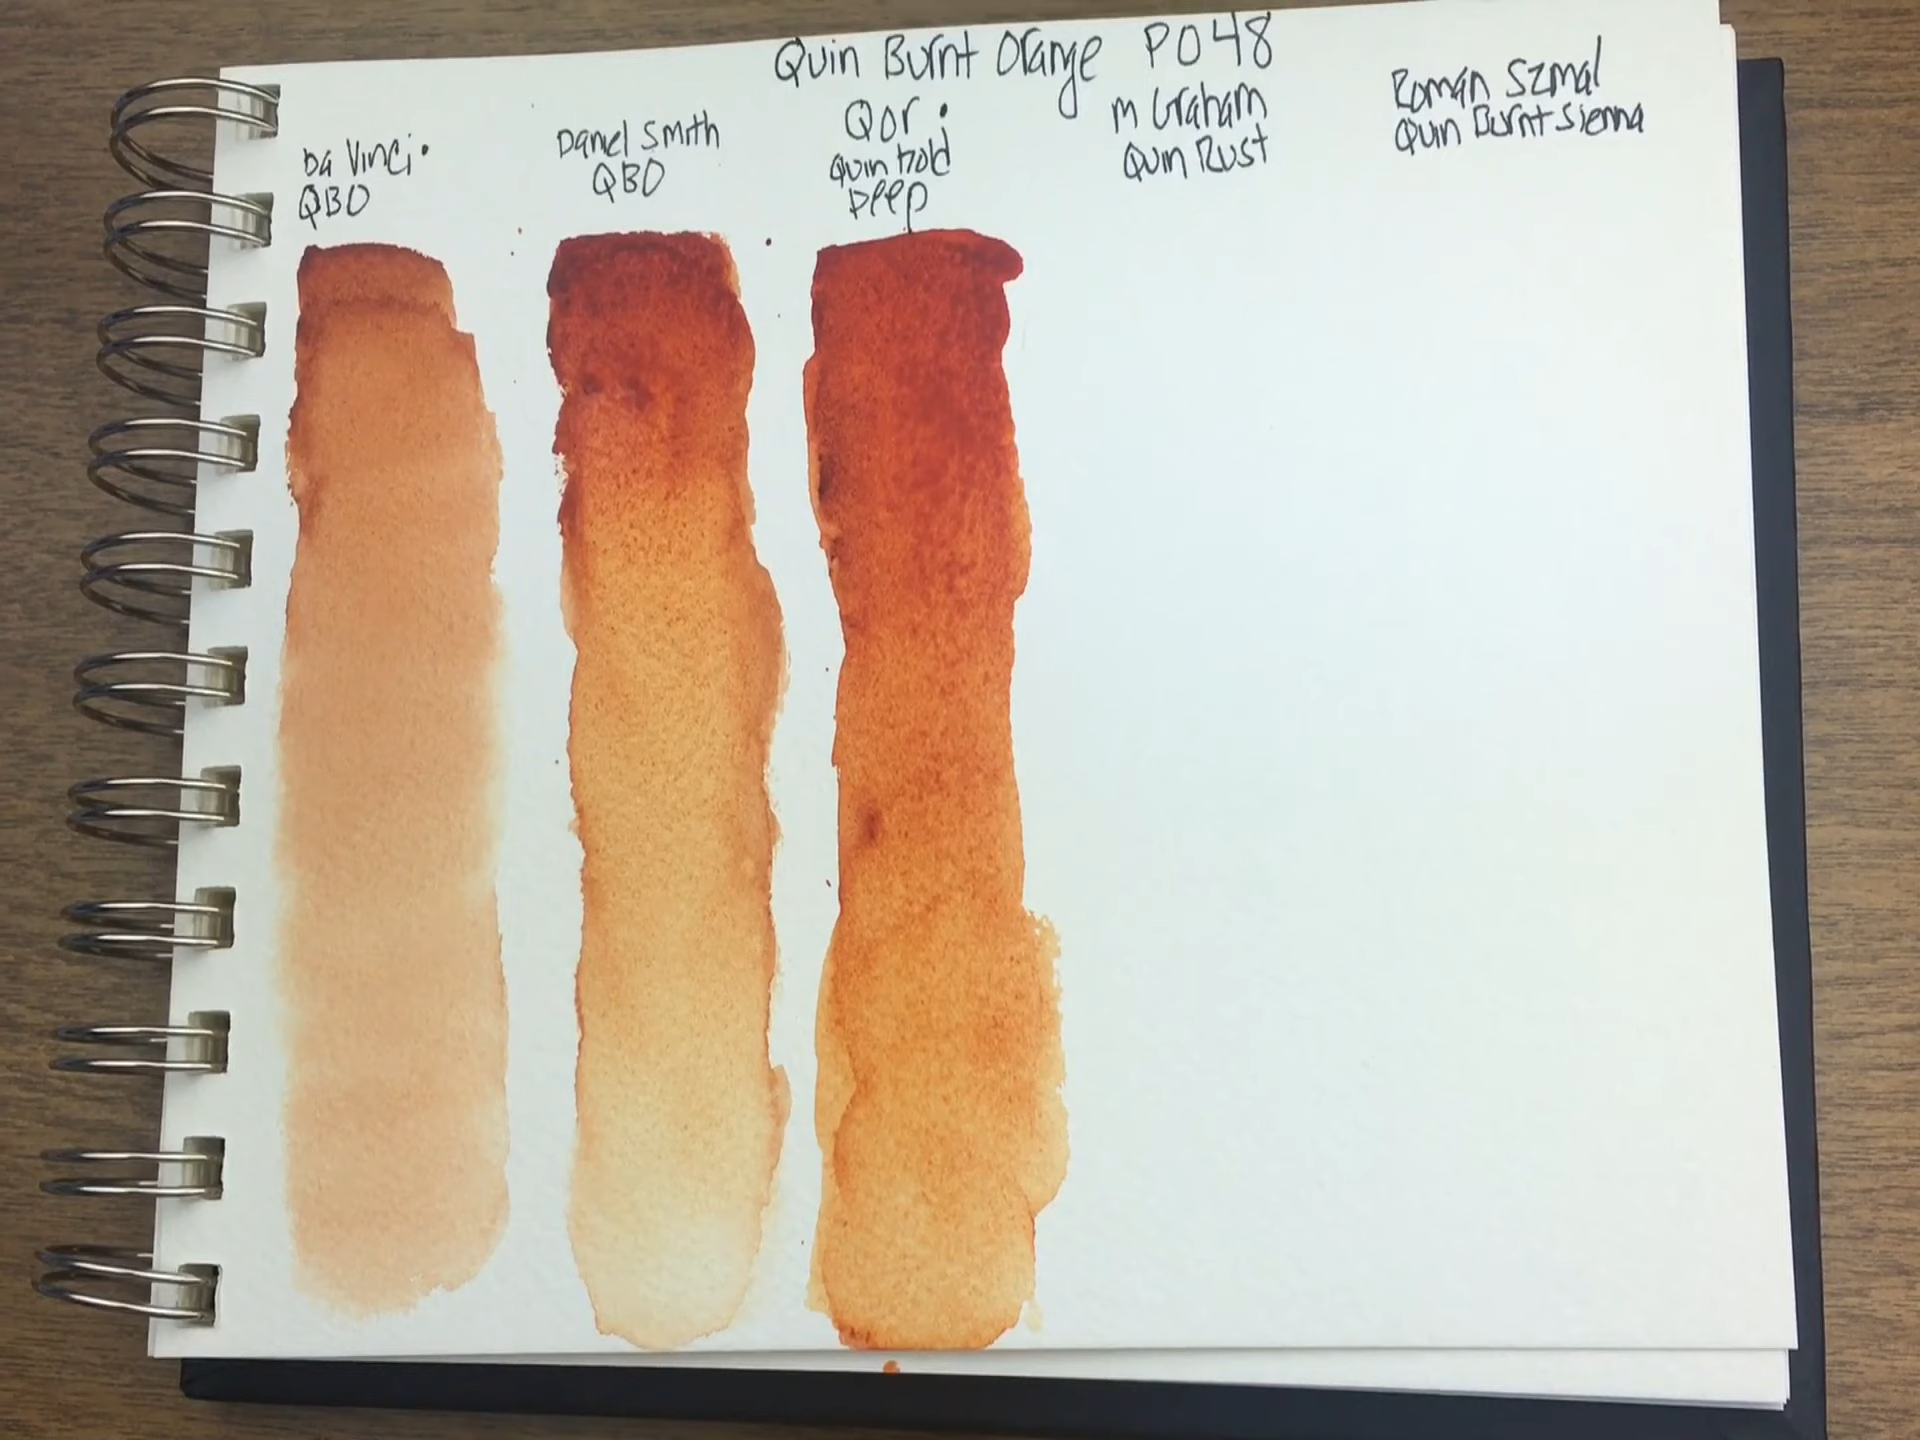 Quin Burnt Orange PO48
Da Vinci
QBO
Daniel Smith
QBO
Qor
Quin Gold
Deep
M Graham
Quin Rust
Roman Szmal
Quin Burnt Sienna